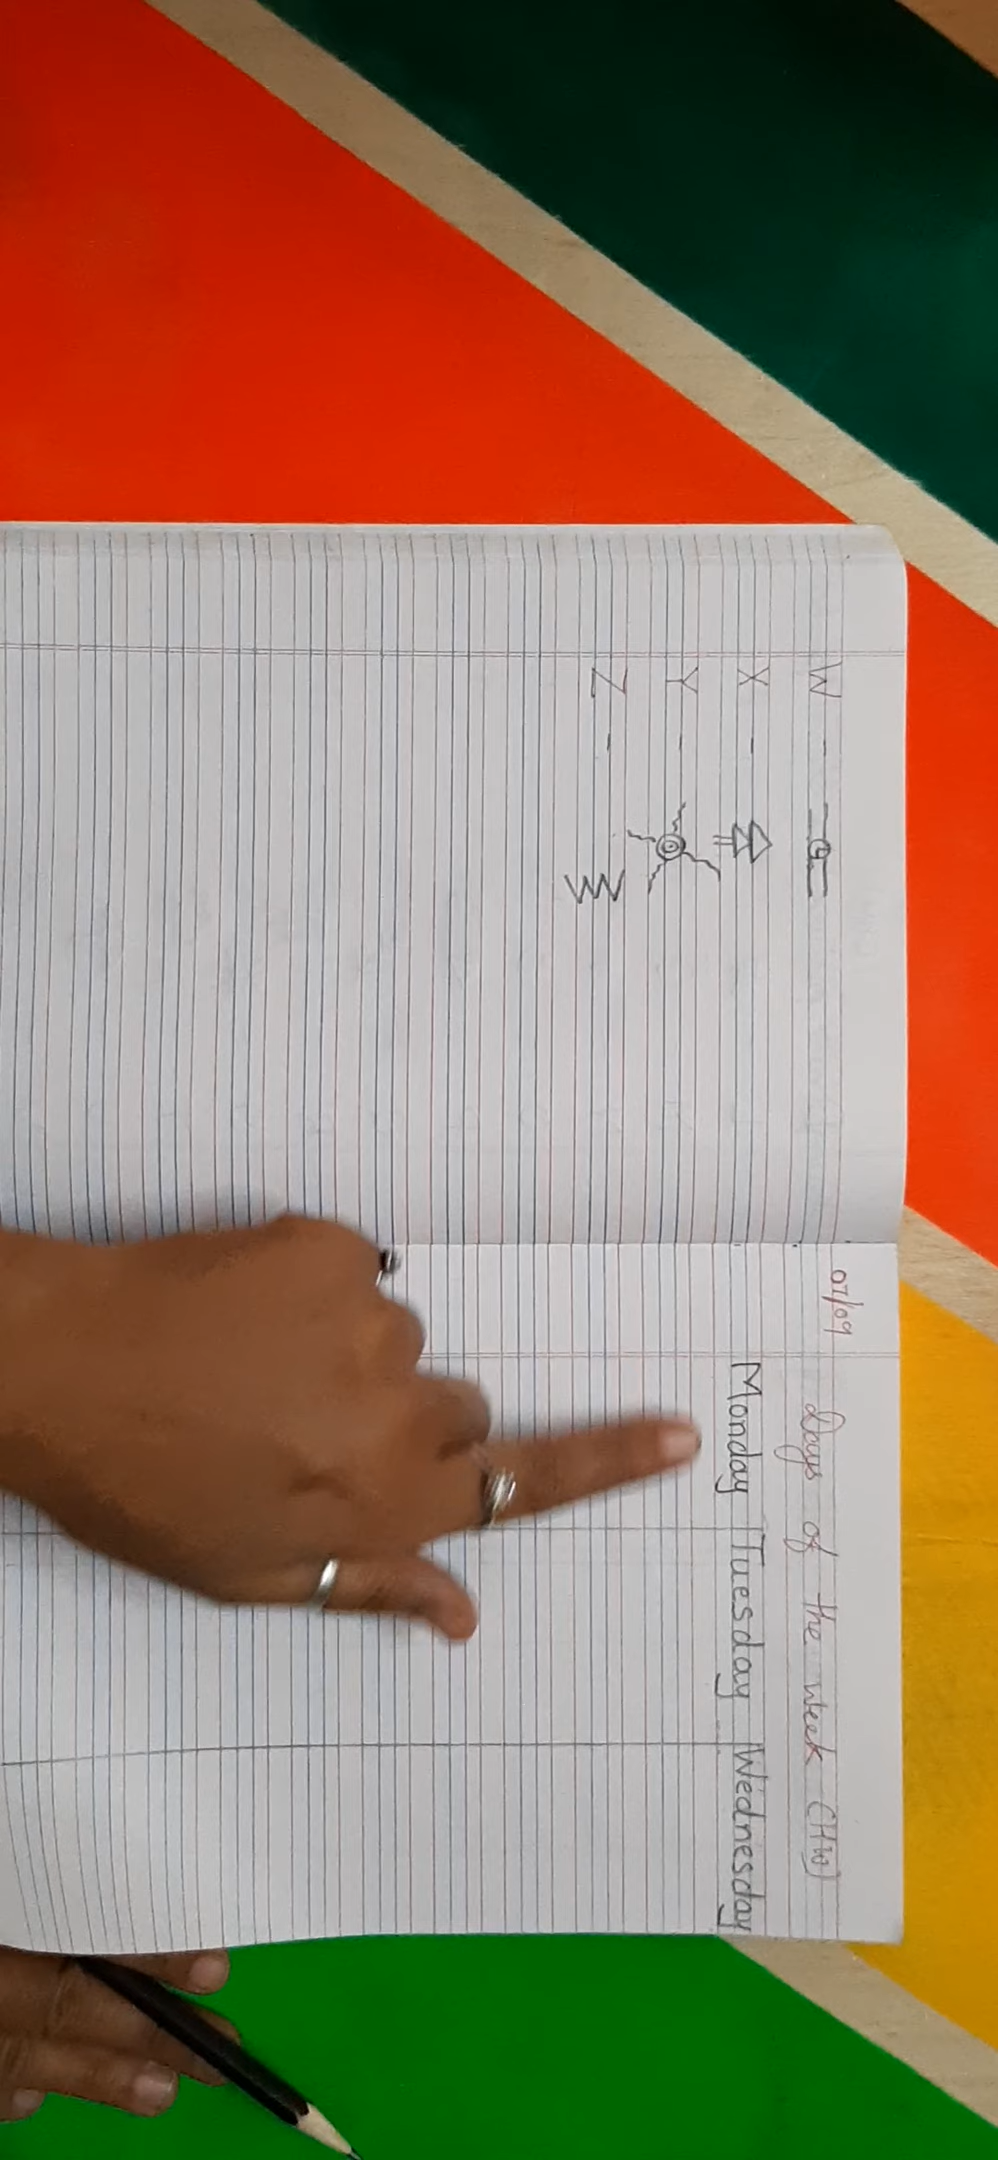 W -
X -
Y -
Z -
07/09
Days of the week (HW)
Monday Tuesday Wednesday